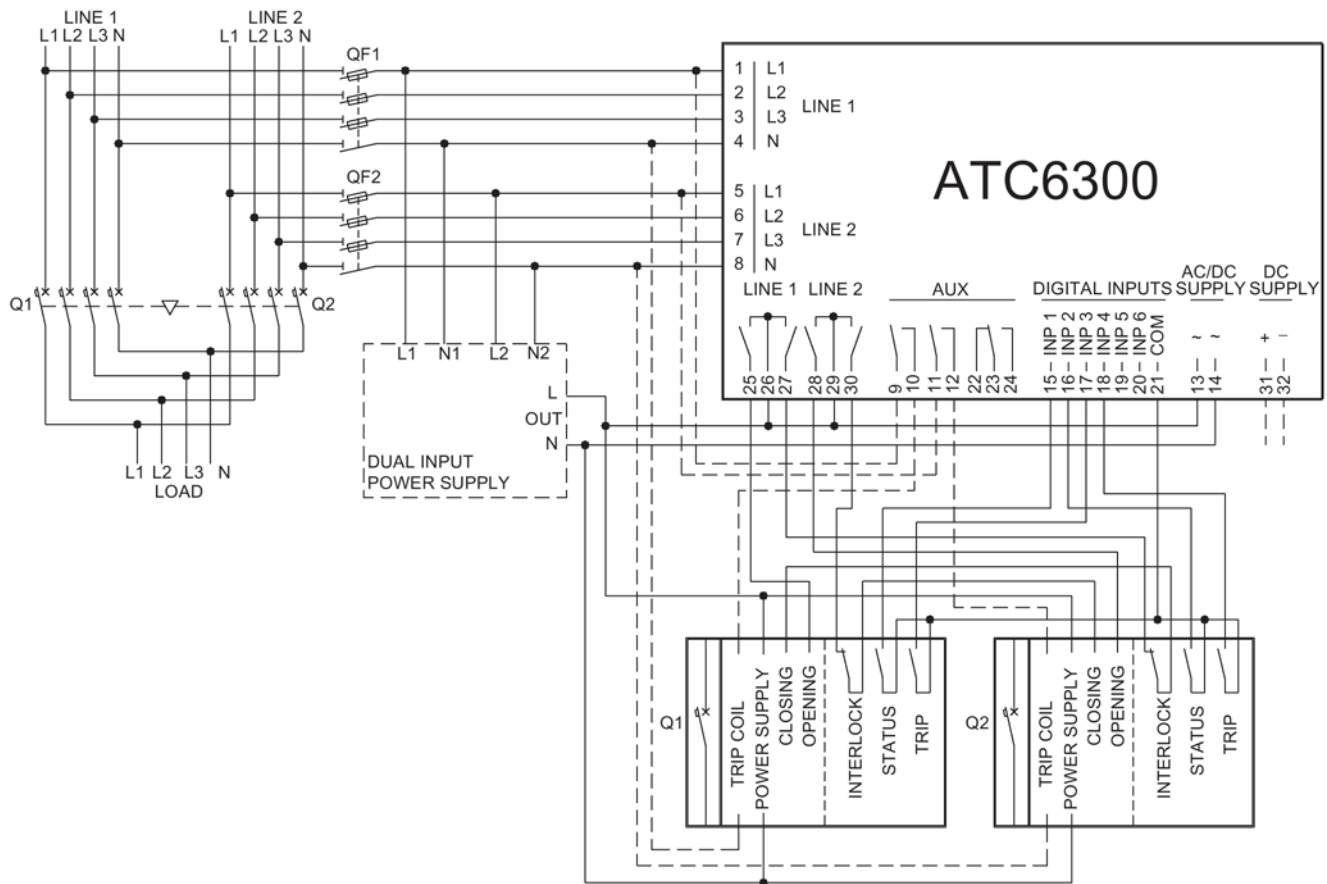 LINE 1 LINE 2
L1 L2 L3 N L1 L2 L3 N
QF1
1 L1
2 L2
3 L3
4 N
LINE 1
QF2
5 L1
6 L2
7 L3
8 N
LINE 2
ATC6300
Q1 Q2
LINE 1 LINE 2 AUX DIGITAL INPUTS AC/DC SUPPLY DC SUPPLY
25 26 27 28 29 30 9 10 11 12 22 23 24
15 - INP 1
16 - INP 2
17 - INP 3
18 - INP 4
19 - INP 5
20 - INP 6
21 - COM
13 ~
14 ~
31 +
32 –
L1 N1 L2 N2
L
OUT
N
DUAL INPUT
POWER SUPPLY
L1 L2 L3 N
LOAD
Q1
TRIP COIL
POWER SUPPLY
CLOSING
OPENING
INTERLOCK
STATUS
TRIP
Q2
TRIP COIL
POWER SUPPLY
CLOSING
OPENING
INTERLOCK
STATUS
TRIP